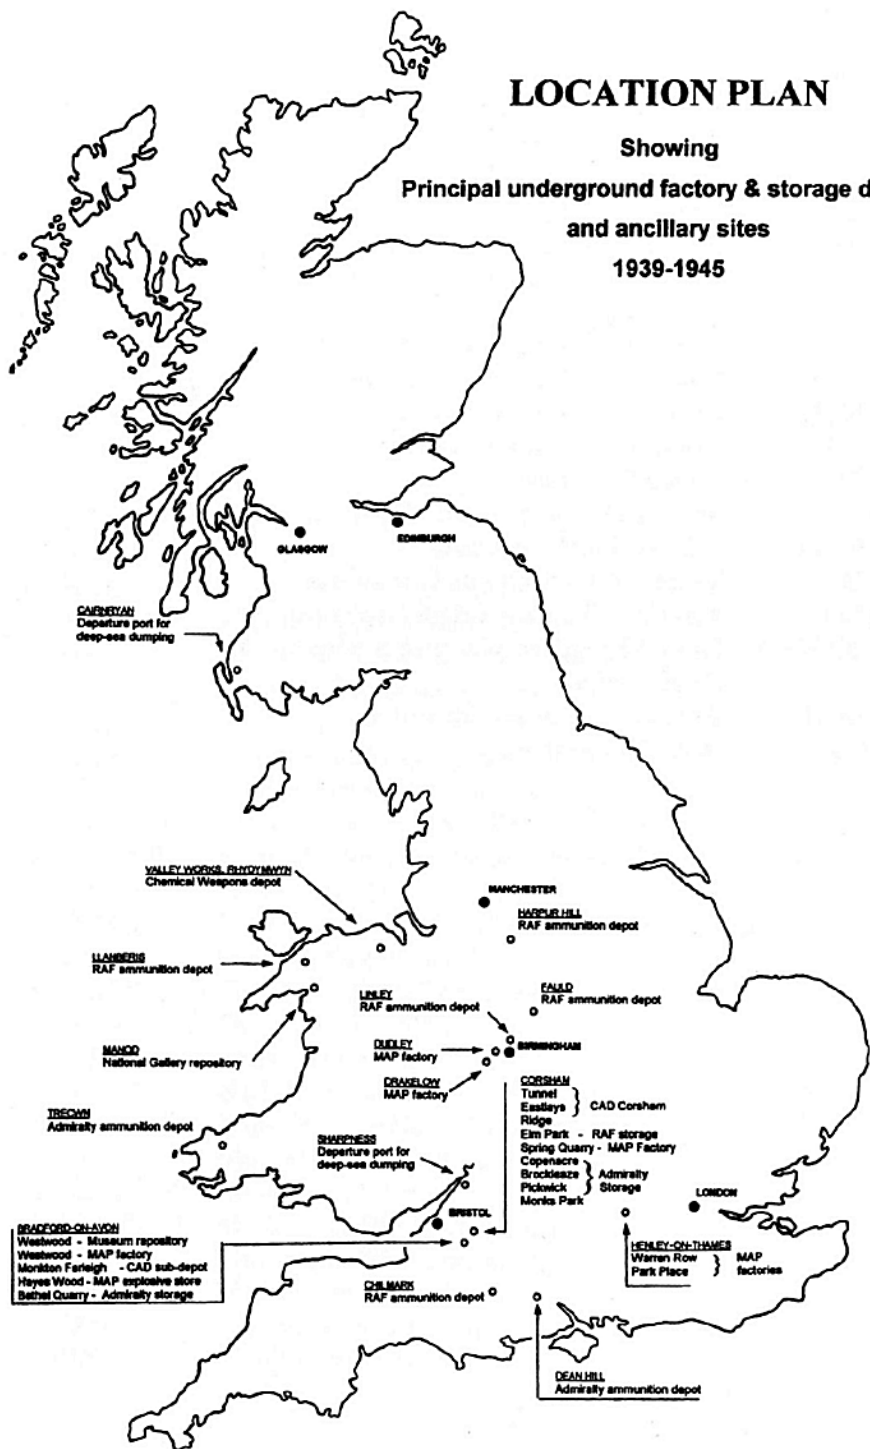 LOCATION PLAN
Showing
Principal underground factory & storage d
and ancillary sites
1939-1945
GLASGOW
EDINBURGH
CAIRNRYAN
Departure port for
deep-sea dumping
VALLEY WORKS, RHYDYMWYN
Chemical Weapons depot
MANCHESTER
HARPUR HILL
RAF ammunition depot
LLANBERIS
RAF ammunition depot
LINLEY
RAF ammunition depot
FAULD
RAF ammunition depot
DUDLEY
MAP factory
BIRMINGHAM
MANOD
National Gallery repository
DRAKELOW
MAP factory
CORSHAM
Tunnel
Eastleys } CAD Corsham
Ridge
Elm Park - RAF storage
Spring Quarry - MAP Factory
Copenacre
Brockleaze } Admiralty
Pickwick Storage
Monks Park
TRECWN
Admiralty ammunition depot
SHARPNESS
Departure port for
deep-sea dumping
LONDON
BRISTOL
BRADFORD-ON-AVON
Westwood - Museum repository
Westwood - MAP factory
Monkton Farleigh - CAD sub-depot
Hayes Wood - MAP explosive store
Bethel Quarry - Admiralty storage
HENLEY-ON-THAMES
Warren Row } MAP
Park Place factories
CHILMARK
RAF ammunition depot
DEAN HILL
Admiralty ammunition depot